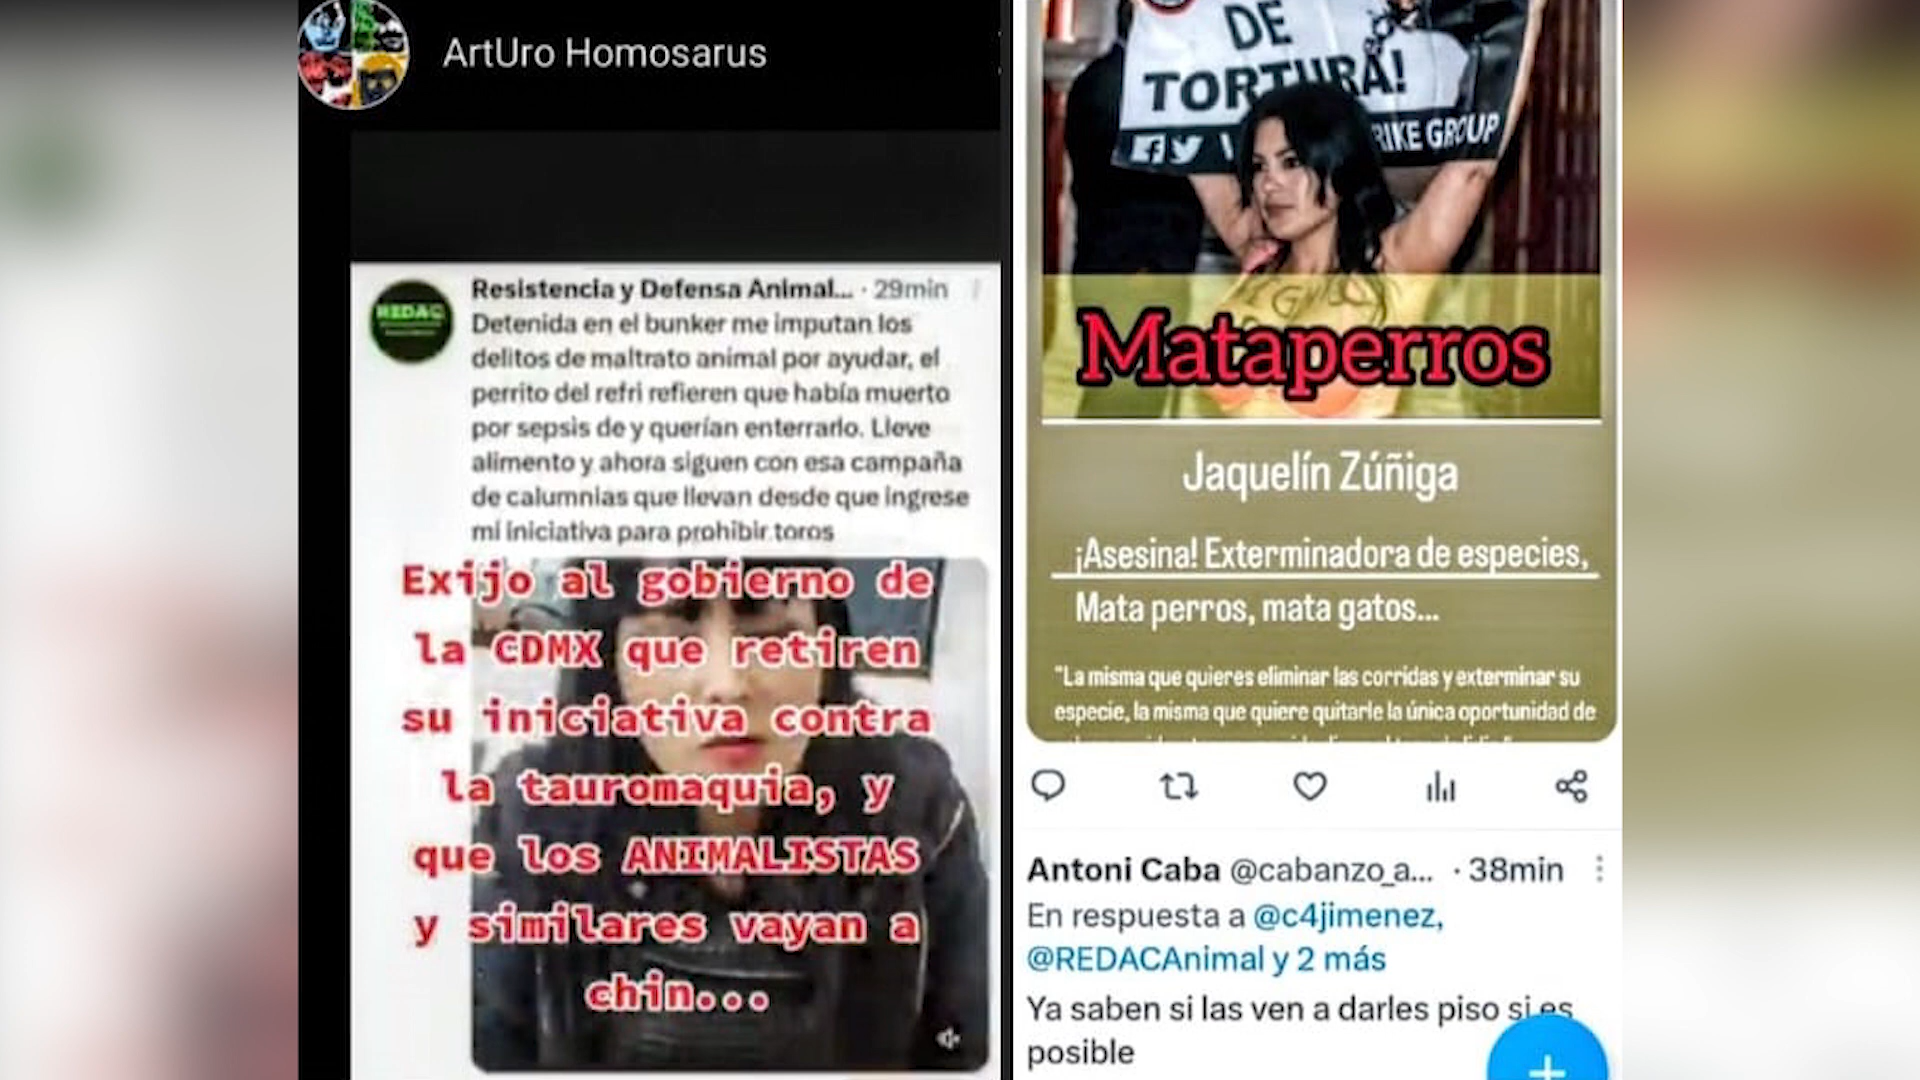 ArtUro Homosarus
REDAC
Resistencia y Defensa Animal... · 29min
Detenida en el bunker me imputan los
delitos de maltrato animal por ayudar, el
perrito del refri refieren que había muerto
por sepsis de y querían enterrarlo. Lleve
alimento y ahora siguen con esa campaña
de calumnias que llevan desde que ingrese
mi iniciativa para prohibir toros
Exijo al gobierno de
la CDMX que retiren
su iniciativa contra
la tauromaquia, y
que los ANIMALISTAS
y similares vayan a
chin...
DE
TORTURA!
RIKE GROUP
Mataperros
Jaquelín Zúñiga
¡Asesina! Exterminadora de especies,
Mata perros, mata gatos...
"La misma que quieres eliminar las corridas y exterminar su
especie, la misma que quiere quitarle la única oportunidad de
Antoni Caba @cabanzo_a... · 38min
En respuesta a @c4jimenez,
@REDACAnimal y 2 más
Ya saben si las ven a darles piso si es
posible